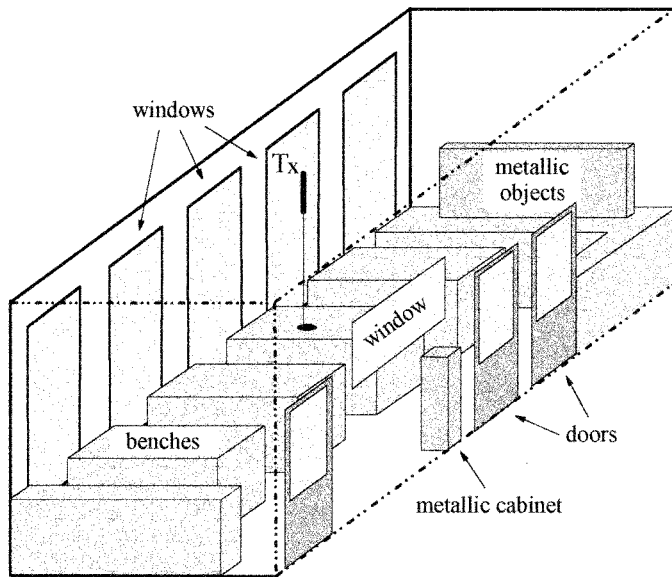 windows
Tx
metallic
objects
window
benches
doors
metallic cabinet